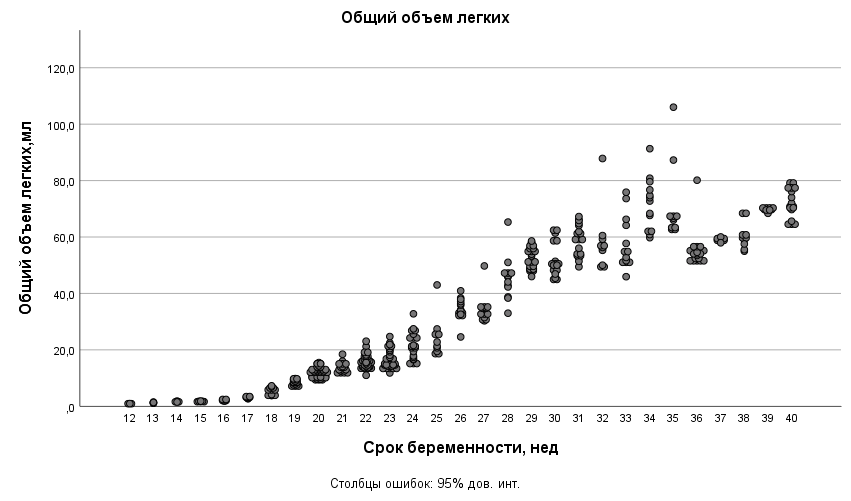 Общий объем легких
120,0
100,0
80,0
60,0
40,0
20,0
,0
Общий объем легких,мл
12 13 14 15 16 17 18 19 20 21 22 23 24 25 26 27 28 29 30 31 32 33 34 35 36 37 38 39 40
Срок беременности, нед
Столбцы ошибок: 95% дов. инт.